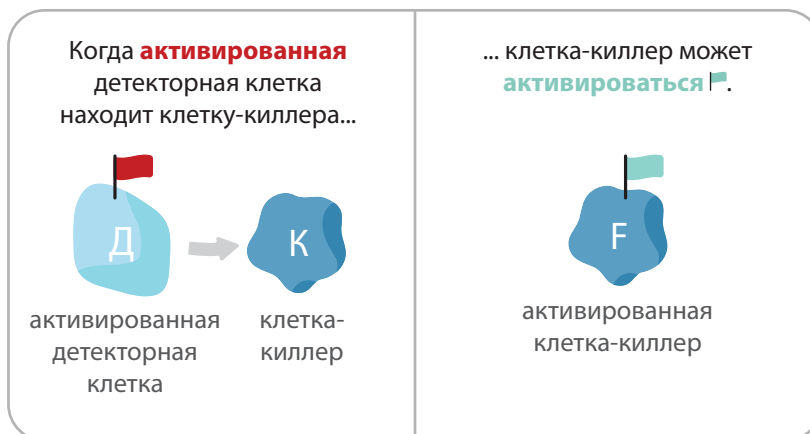 Когда активированная
детекторная клетка
находит клетку-киллера...
Д
К
активированная
детекторная
клетка
клетка-
киллер
... клетка-киллер может
активироваться.
F
активированная
клетка-киллер